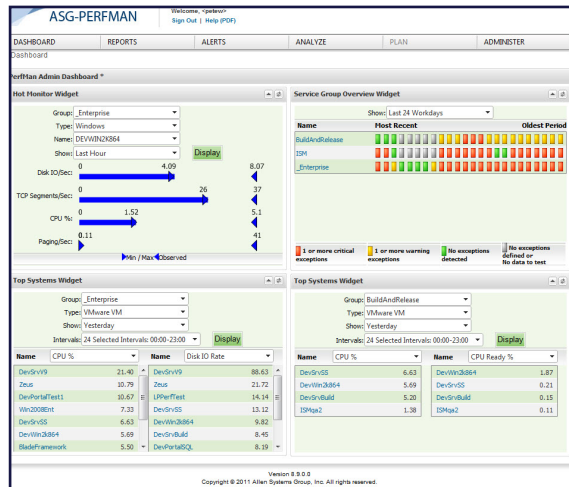 ASG-PERFMAN
Welcome, <petew>
Sign Out | Help (PDF)
DASHBOARD REPORTS ALERTS ANALYZE PLAN ADMINISTER
Dashboard
PerfMan Admin Dashboard *
Hot Monitor Widget
Group: _Enterprise
Type: Windows
Name: DEVWIN2K864
Show: Last Hour Display
0 4.09 8.07
Disk IO/Sec:
0 26 37
TCP Segments/Sec:
0 1.52 5.1
CPU %:
0.11 41
Paging/Sec:
Min / Max Observed
Service Group Overview Widget
Show: Last 24 Workdays
Name Most Recent Oldest Period
BuildAndRelease
ISM
_Enterprise
1 or more critical exceptions
1 or more warning exceptions
No exceptions detected
No exceptions defined or No data to test
Top Systems Widget
Group: _Enterprise
Type: VMware VM
Show: Yesterday
Intervals: 24 Selected Intervals: 00:00-23:00 Display
Name CPU % Name Disk IO Rate
DevSrvV9 21.40 DevSrvV9 88.63
Zeus 10.79 Zeus 21.72
DevPortalTest1 10.67 LPPerfTest 14.14
Win2008Ent 7.33 DevSrvSS 13.12
DevSrvSS 6.63 DevWin2k864 9.82
DevWin2k864 5.69 DevSrvBuild 8.45
BladeFramework 5.50 DevPortalSQL 8.19
Top Systems Widget
Group: BuildAndRelease
Type: VMware VM
Show: Yesterday
Intervals: 24 Selected Intervals: 00:00-23:00 Display
Name CPU % Name CPU Ready %
DevSrvSS 6.63 DevWin2k864 1.87
DevWin2k864 5.69 DevSrvSS 0.21
DevSrvBuild 5.20 DevSrvBuild 0.15
ISMqa2 1.38 ISMqa2 0.11
Version 8.9.0.0
Copyright © 2011 Allen Systems Group, Inc. All rights reserved.